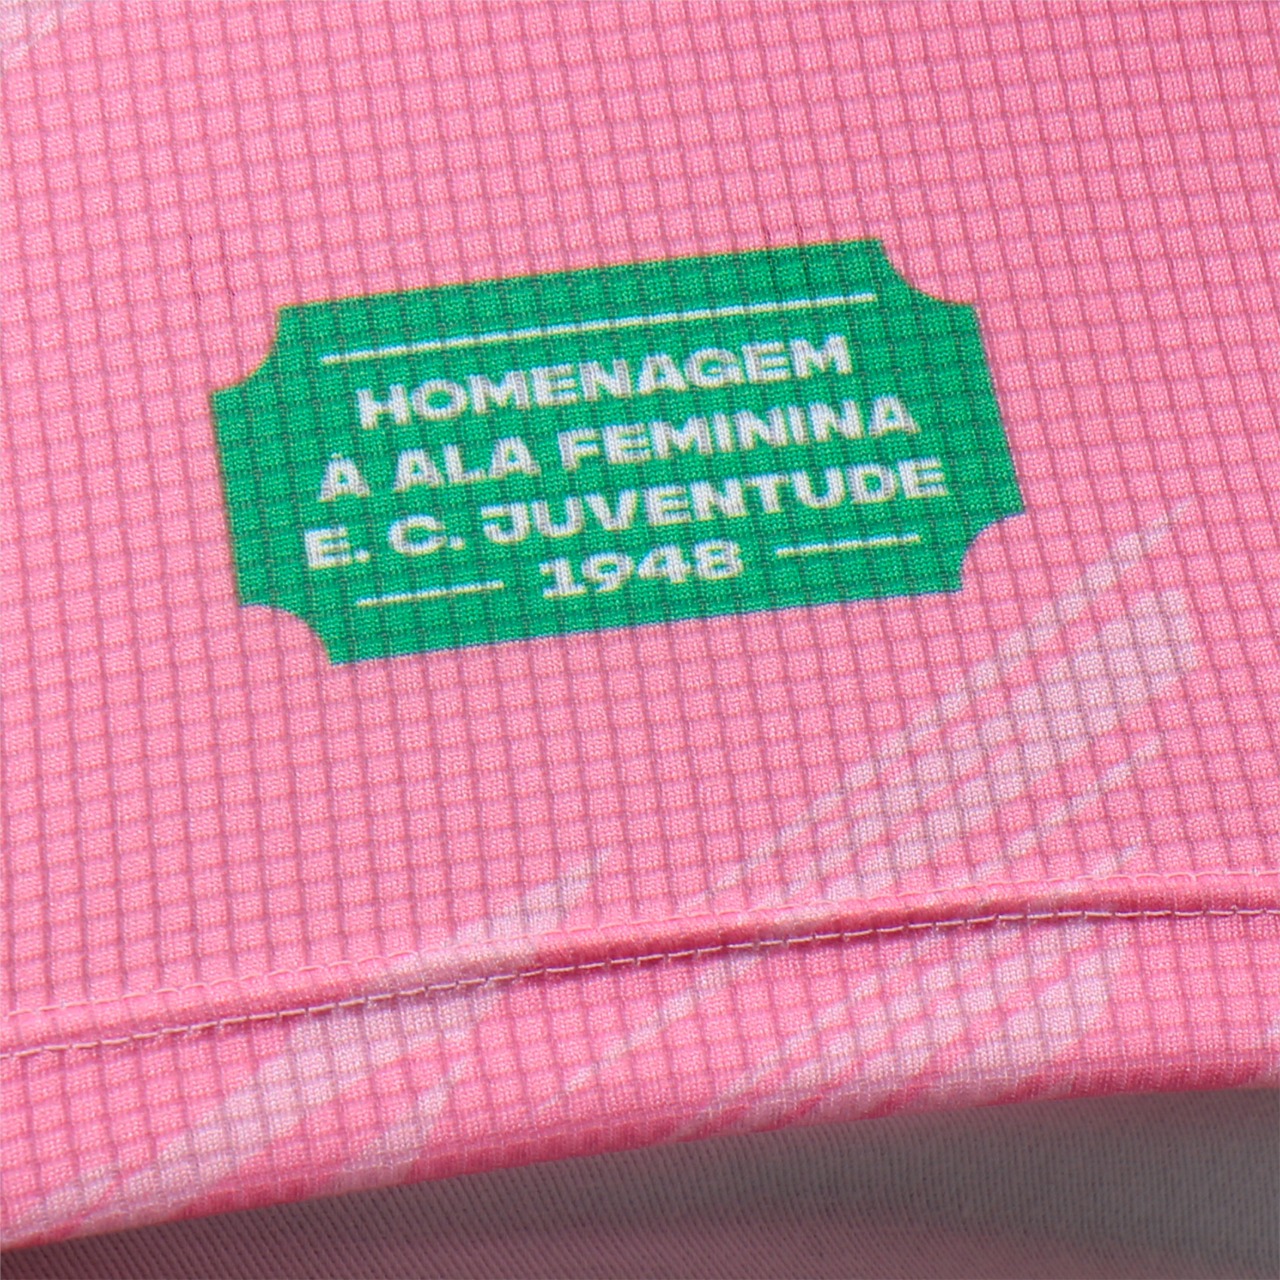 HOMENAGEM
À ALA FEMININA
E. C. JUVENTUDE
1948